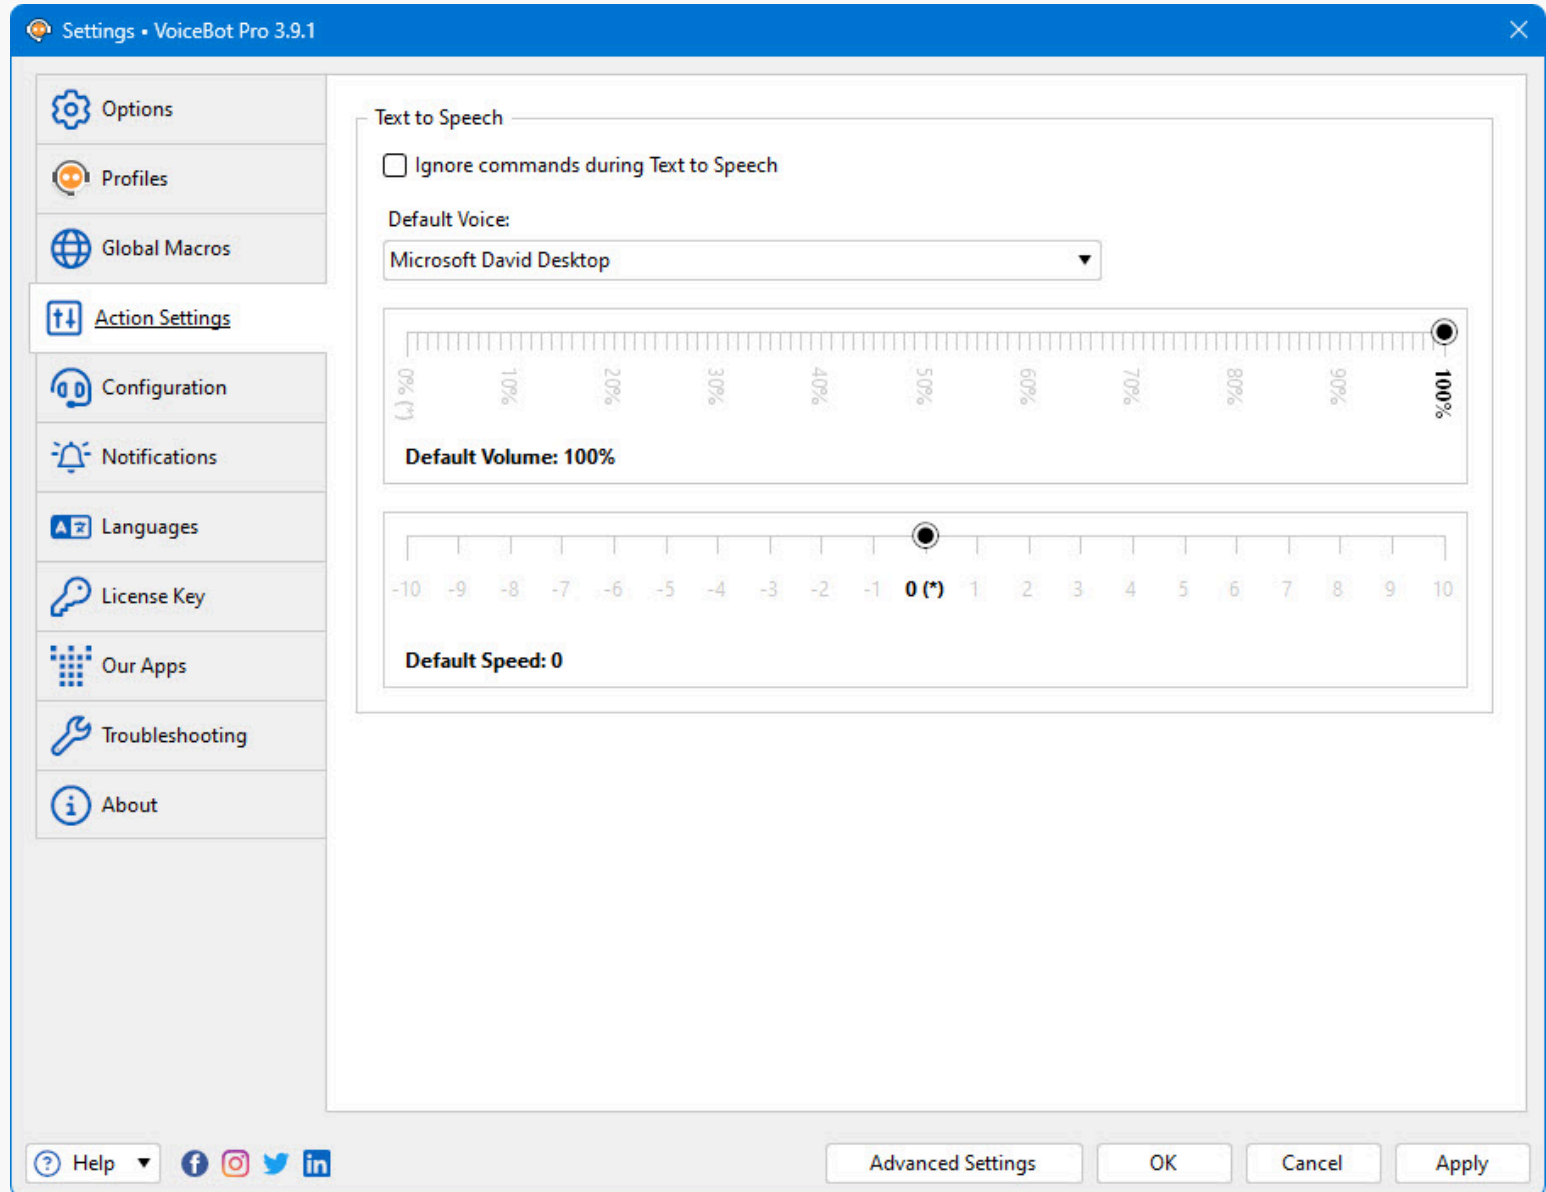 Settings • VoiceBot Pro 3.9.1
Options
Profiles
Global Macros
Action Settings
Configuration
Notifications
Languages
License Key
Our Apps
Troubleshooting
About
Text to Speech
Ignore commands during Text to Speech
Default Voice:
Microsoft David Desktop
0% (*) 10% 20% 30% 40% 50% 60% 70% 80% 90% 100%
Default Volume: 100%
-10 -9 -8 -7 -6 -5 -4 -3 -2 -1 0 (*) 1 2 3 4 5 6 7 8 9 10
Default Speed: 0
Help
Advanced Settings
OK
Cancel
Apply